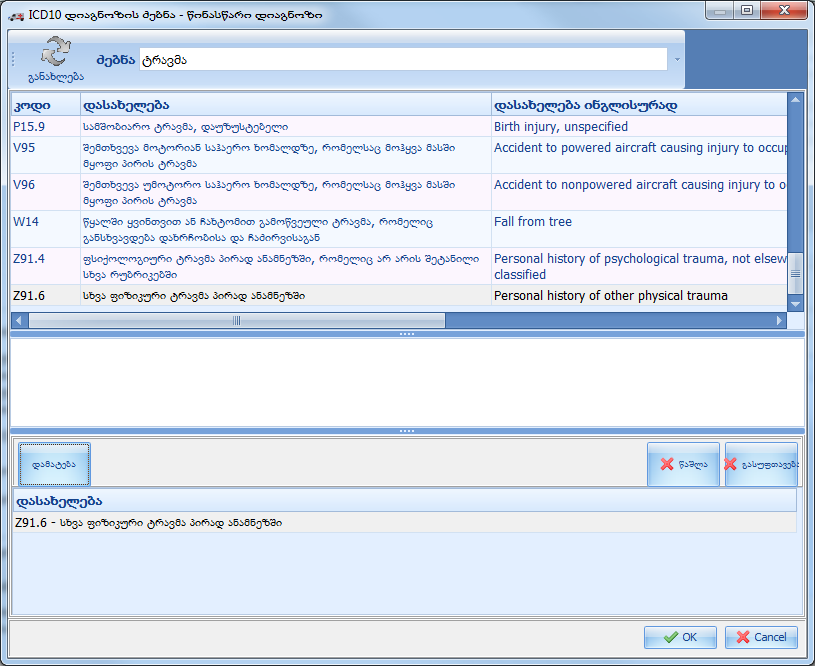 ICD10 დიაგნოზის ძებნა - წინასწარი დიაგნოზი
განახლება
ძებნა ტრავმა
კოდი დასახელება დასახელება ინგლისურად
P15.9 სამშობიარო ტრავმა, დაუზუსტებელი Birth injury, unspecified
V95 შემთხვევა მოტორიან საჰაერო ხომალდზე, რომელსაც მოჰყვა მასში Accident to powered aircraft causing injury to occup
მყოფი პირის ტრავმა
V96 შემთხვევა უმოტორო საჰაერო ხომალდზე, რომელსაც მოჰყვა მასში Accident to nonpowered aircraft causing injury to o
მყოფი პირის ტრავმა
W14 წყალში ყვინთვით ან ჩახტომით გამოწვეული ტრავმა, რომელიც Fall from tree
განსხვავდება დახრჩობისა და ჩაძირვისაგან
Z91.4 ფსიქოლოგიური ტრავმა პირად ანამნეზში, რომელიც არ არის შეტანილი Personal history of psychological trauma, not elsew
სხვა რუბრიკებში classified
Z91.6 სხვა ფიზიკური ტრავმა პირად ანამნეზში Personal history of other physical trauma
დამატება წაშლა გასუფთავება
დასახელება
Z91.6 - სხვა ფიზიკური ტრავმა პირად ანამნეზში
OK Cancel